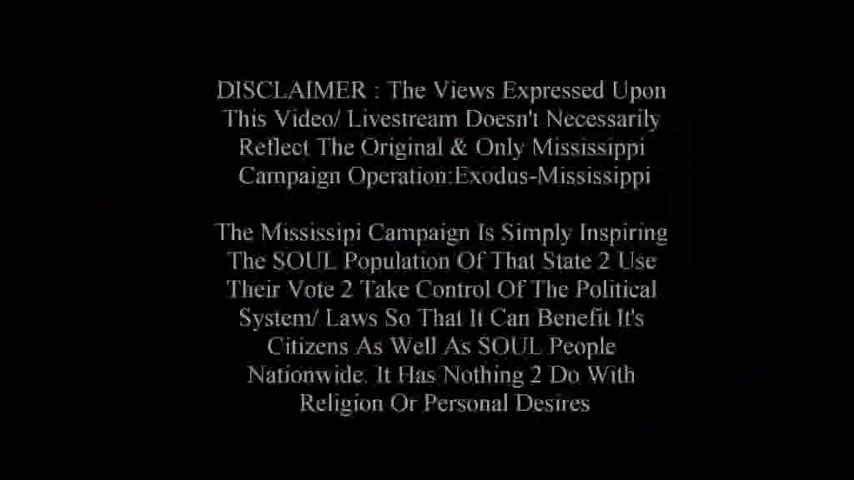 DISCLAIMER : The Views Expressed Upon
This Video/ Livestream Doesn't Necessarily
Reflect The Original & Only Mississippi
Campaign Operation:Exodus-Mississippi
The Mississipi Campaign Is Simply Inspiring
The SOUL Population Of That State 2 Use
Their Vote 2 Take Control Of The Political
System/ Laws So That It Can Benefit It's
Citizens As Well As SOUL People
Nationwide. It Has Nothing 2 Do With
Religion Or Personal Desires